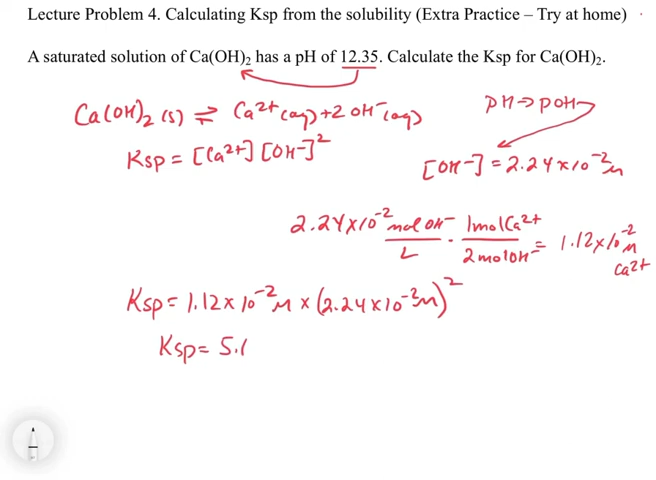 Lecture Problem 4. Calculating Ksp from the solubility (Extra Practice – Try at home)
A saturated solution of Ca(OH)₂ has a pH of 12.35. Calculate the Ksp for Ca(OH)₂.
Ca(OH)₂ (s) ⇌ Ca²⁺ (aq) + 2 OH⁻ (aq)
pH → pOH
Ksp = [Ca²⁺] [OH⁻]²
[OH⁻] = 2.24 × 10⁻² M
2.24 × 10⁻² mol OH⁻ / L · 1 mol Ca²⁺ / 2 mol OH⁻ = 1.12 × 10⁻² M Ca²⁺
Ksp = 1.12 × 10⁻² M × (2.24 × 10⁻² M)²
Ksp = 5.6